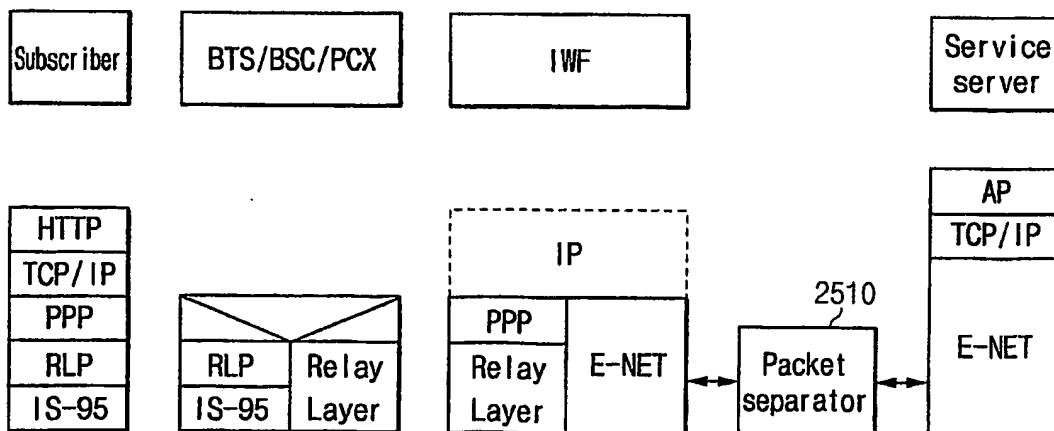 Subscriber
BTS/BSC/PCX
IWF
Service
server
HTTP
TCP/IP
PPP
RLP
IS-95
RLP
IS-95
Relay
Layer
IP
PPP
Relay
Layer
E-NET
2510
Packet
separator
AP
TCP/IP
E-NET